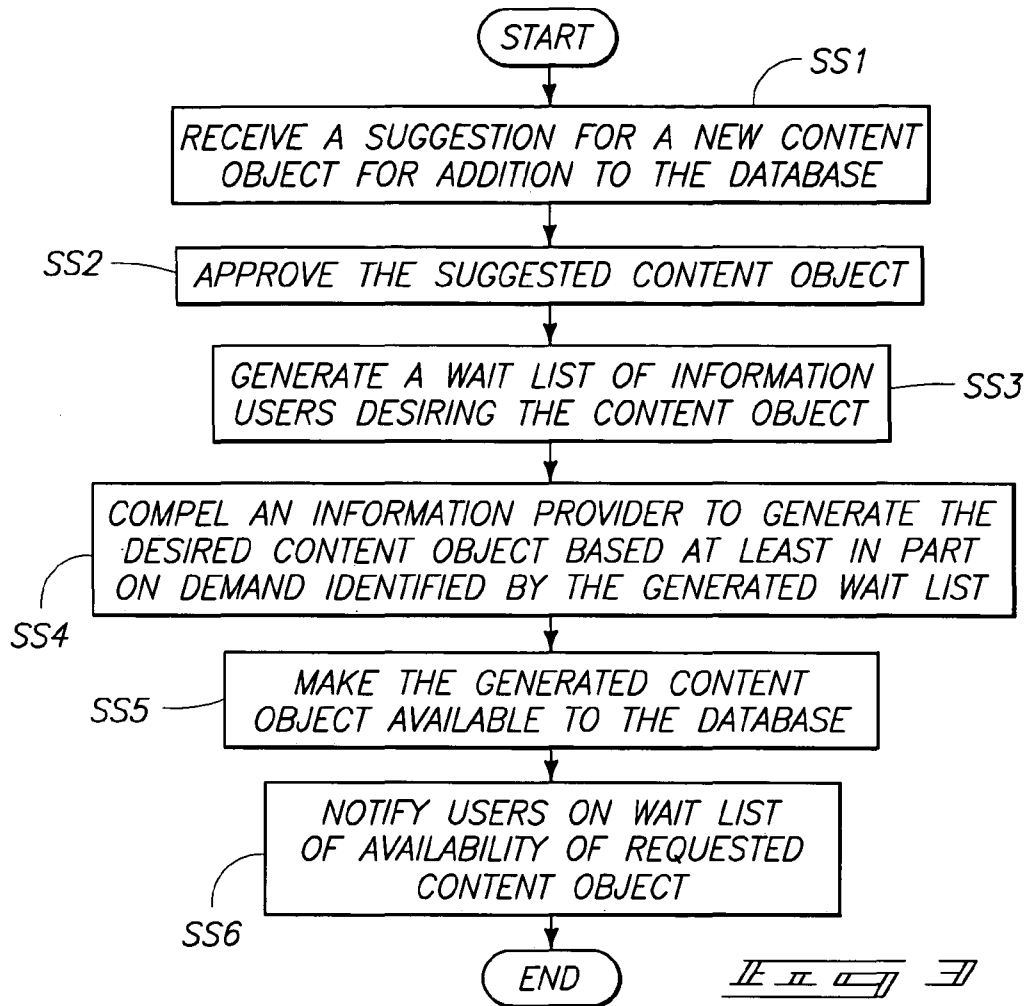 START
SS1
RECEIVE A SUGGESTION FOR A NEW CONTENT
OBJECT FOR ADDITION TO THE DATABASE
SS2
APPROVE THE SUGGESTED CONTENT OBJECT
GENERATE A WAIT LIST OF INFORMATION
USERS DESIRING THE CONTENT OBJECT
SS3
COMPEL AN INFORMATION PROVIDER TO GENERATE THE
DESIRED CONTENT OBJECT BASED AT LEAST IN PART
ON DEMAND IDENTIFIED BY THE GENERATED WAIT LIST
SS4
MAKE THE GENERATED CONTENT
OBJECT AVAILABLE TO THE DATABASE
SS5
NOTIFY USERS ON WAIT LIST
OF AVAILABILITY OF REQUESTED
CONTENT OBJECT
SS6
END
FIG 3